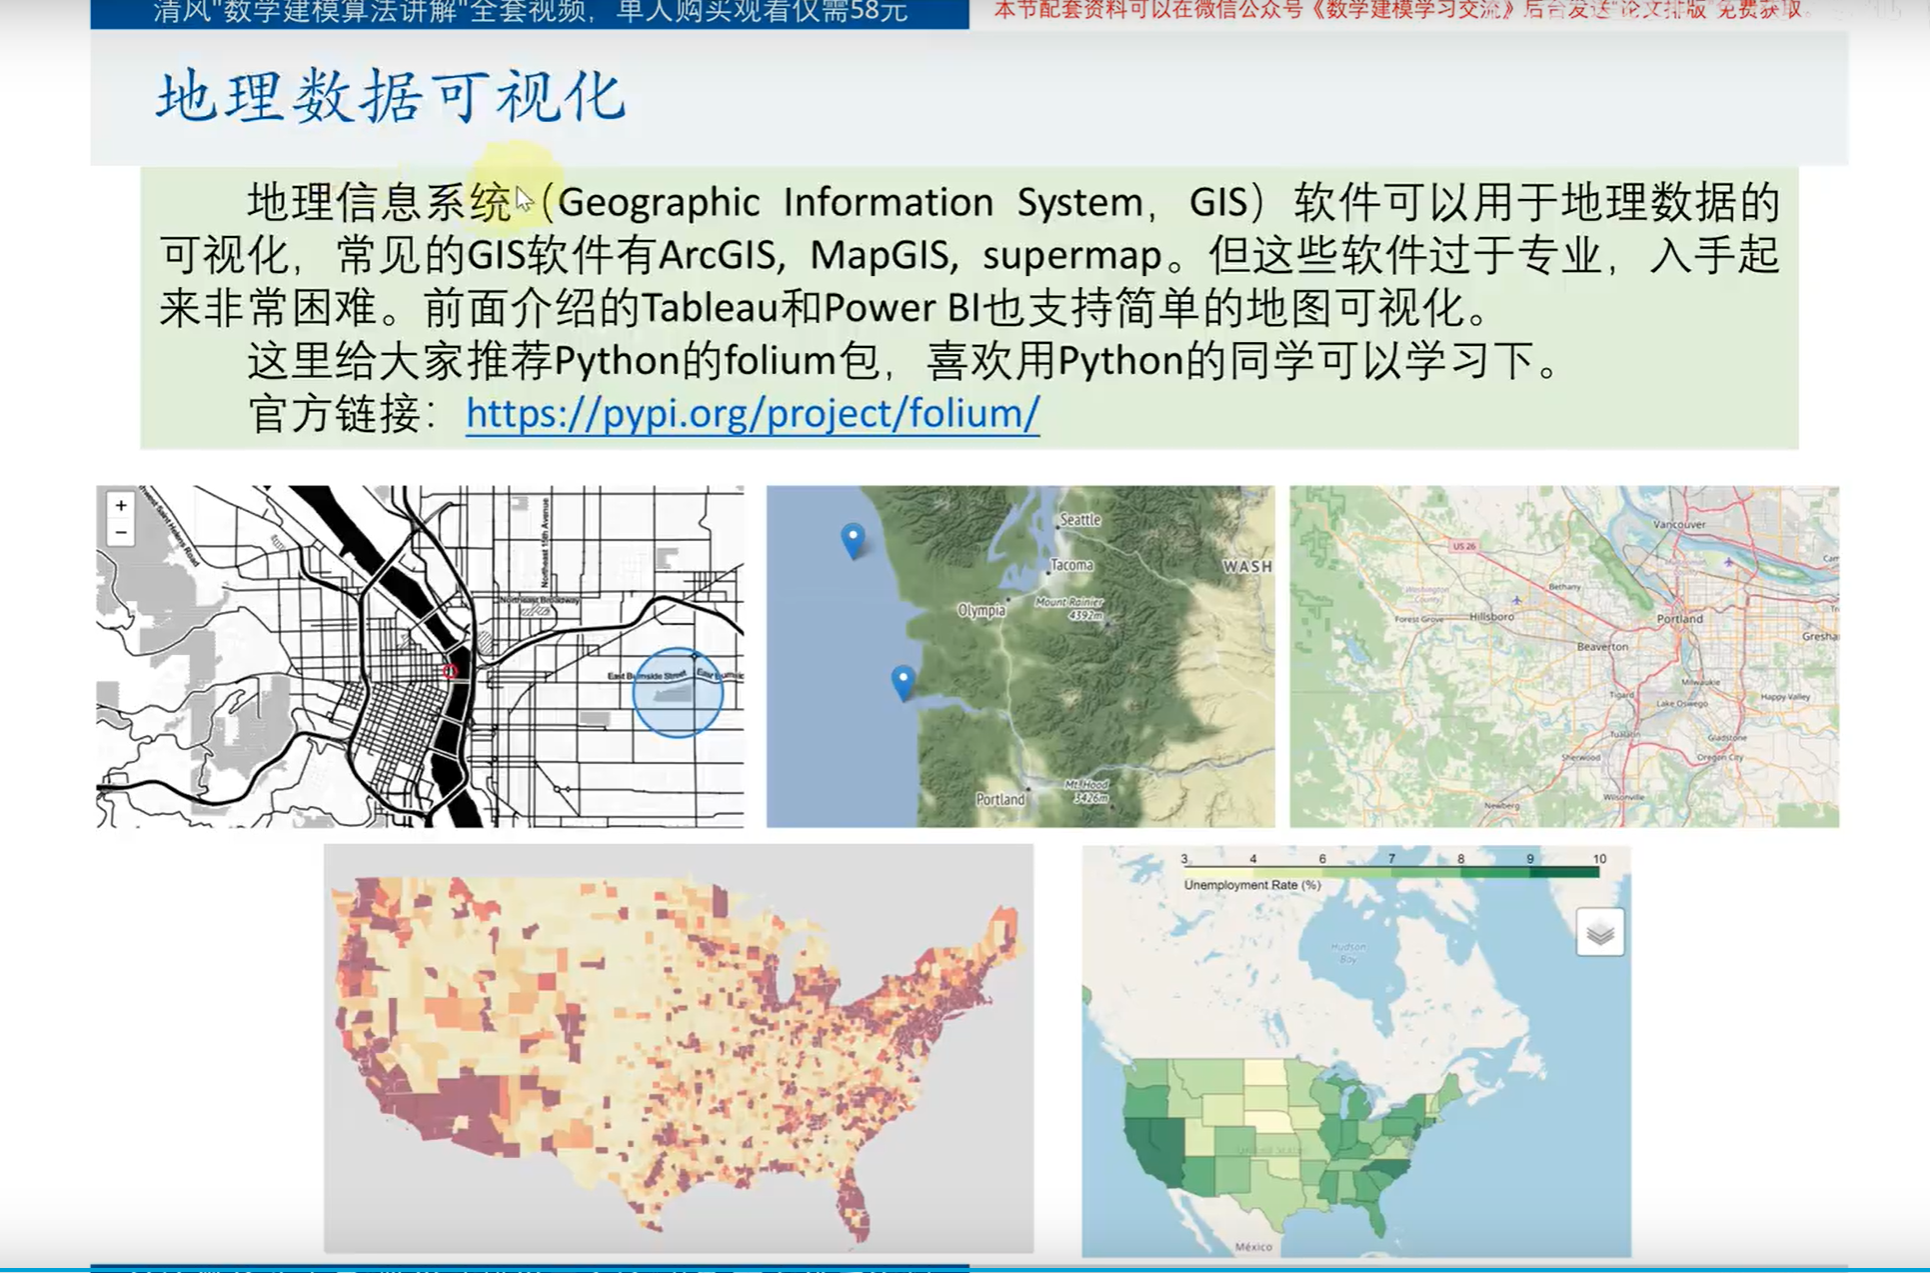 清风"数学建模算法讲解"全套视频，单人购买观看仅需58元
本节配套资料可以在微信公众号《数学建模学习交流》后台发送"论文排版"免费获取.
地理数据可视化
地理信息系统（Geographic Information System，GIS）软件可以用于地理数据的
可视化，常见的GIS软件有ArcGIS, MapGIS, supermap。但这些软件过于专业，入手起
来非常困难。前面介绍的Tableau和Power BI也支持简单的地图可视化。
这里给大家推荐Python的folium包，喜欢用Python的同学可以学习下。
官方链接：https://pypi.org/project/folium/
+
−
Northeast 15th Avenue
Northeast Broadway
East Burnside Street
Seattle
Tacoma
WASH
Olympia
Mount Rainier
4392m
Portland
Mt Hood
3426m
Vancouver
US 26
Bethany
Washington
County
Forest Grove
Hillsboro
Portland
Beaverton
Gresha
Milwaukie
Tigard
Lake Oswego
Happy Valley
Tualatin
Gladstone
Sherwood
Oregon City
Wilsonville
Newberg
3 4 6 7 8 9 10
Unemployment Rate (%)
Hudson
Bay
United States
México